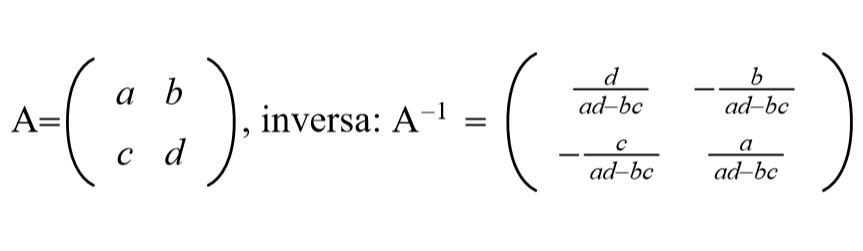 A=( a b c d ), inversa: A⁻¹ = ( d/ad–bc –b/ad–bc –c/ad–bc a/ad–bc )